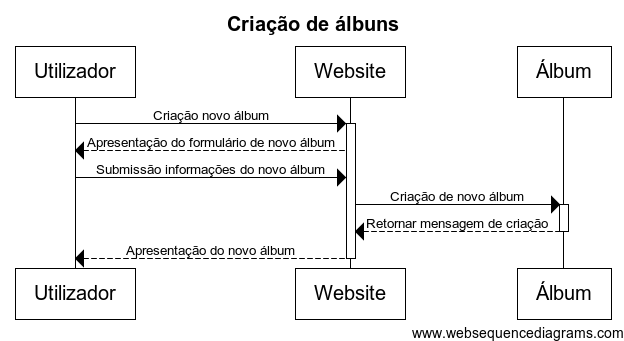 Criação de álbuns
Utilizador
Website
Álbum
Criação novo álbum
Apresentação do formulário de novo álbum
Submissão informações do novo álbum
Criação de novo álbum
Retornar mensagem de criação
Apresentação do novo álbum
Utilizador
Website
Álbum
www.websequencediagrams.com